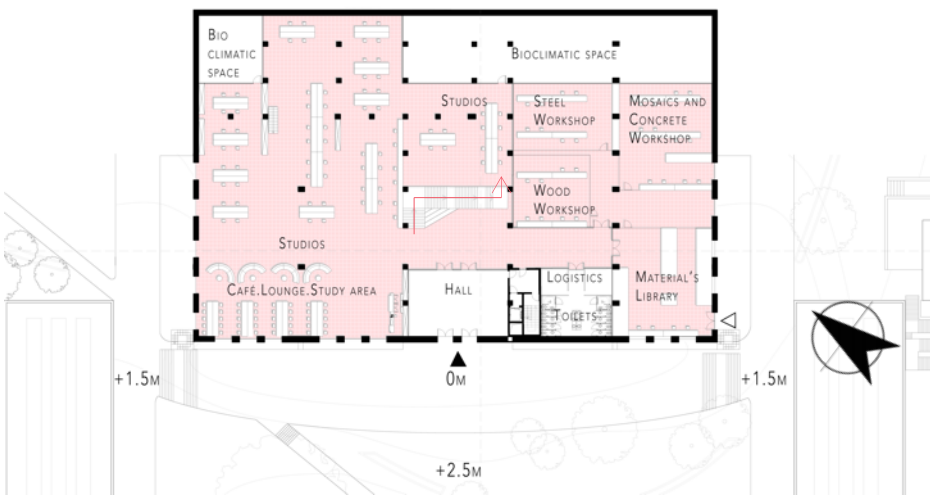 BIO
CLIMATIC
SPACE
BIOCLIMATIC SPACE
STUDIOS
STEEL
WORKSHOP
MOSAICS AND
CONCRETE
WORKSHOP
WOOD
WORKSHOP
STUDIOS
CAFÉ.LOUNGE.STUDY AREA
HALL
LOGISTICS
TOILETS
MATERIAL'S
LIBRARY
+1.5M
0M
+1.5M
+2.5M